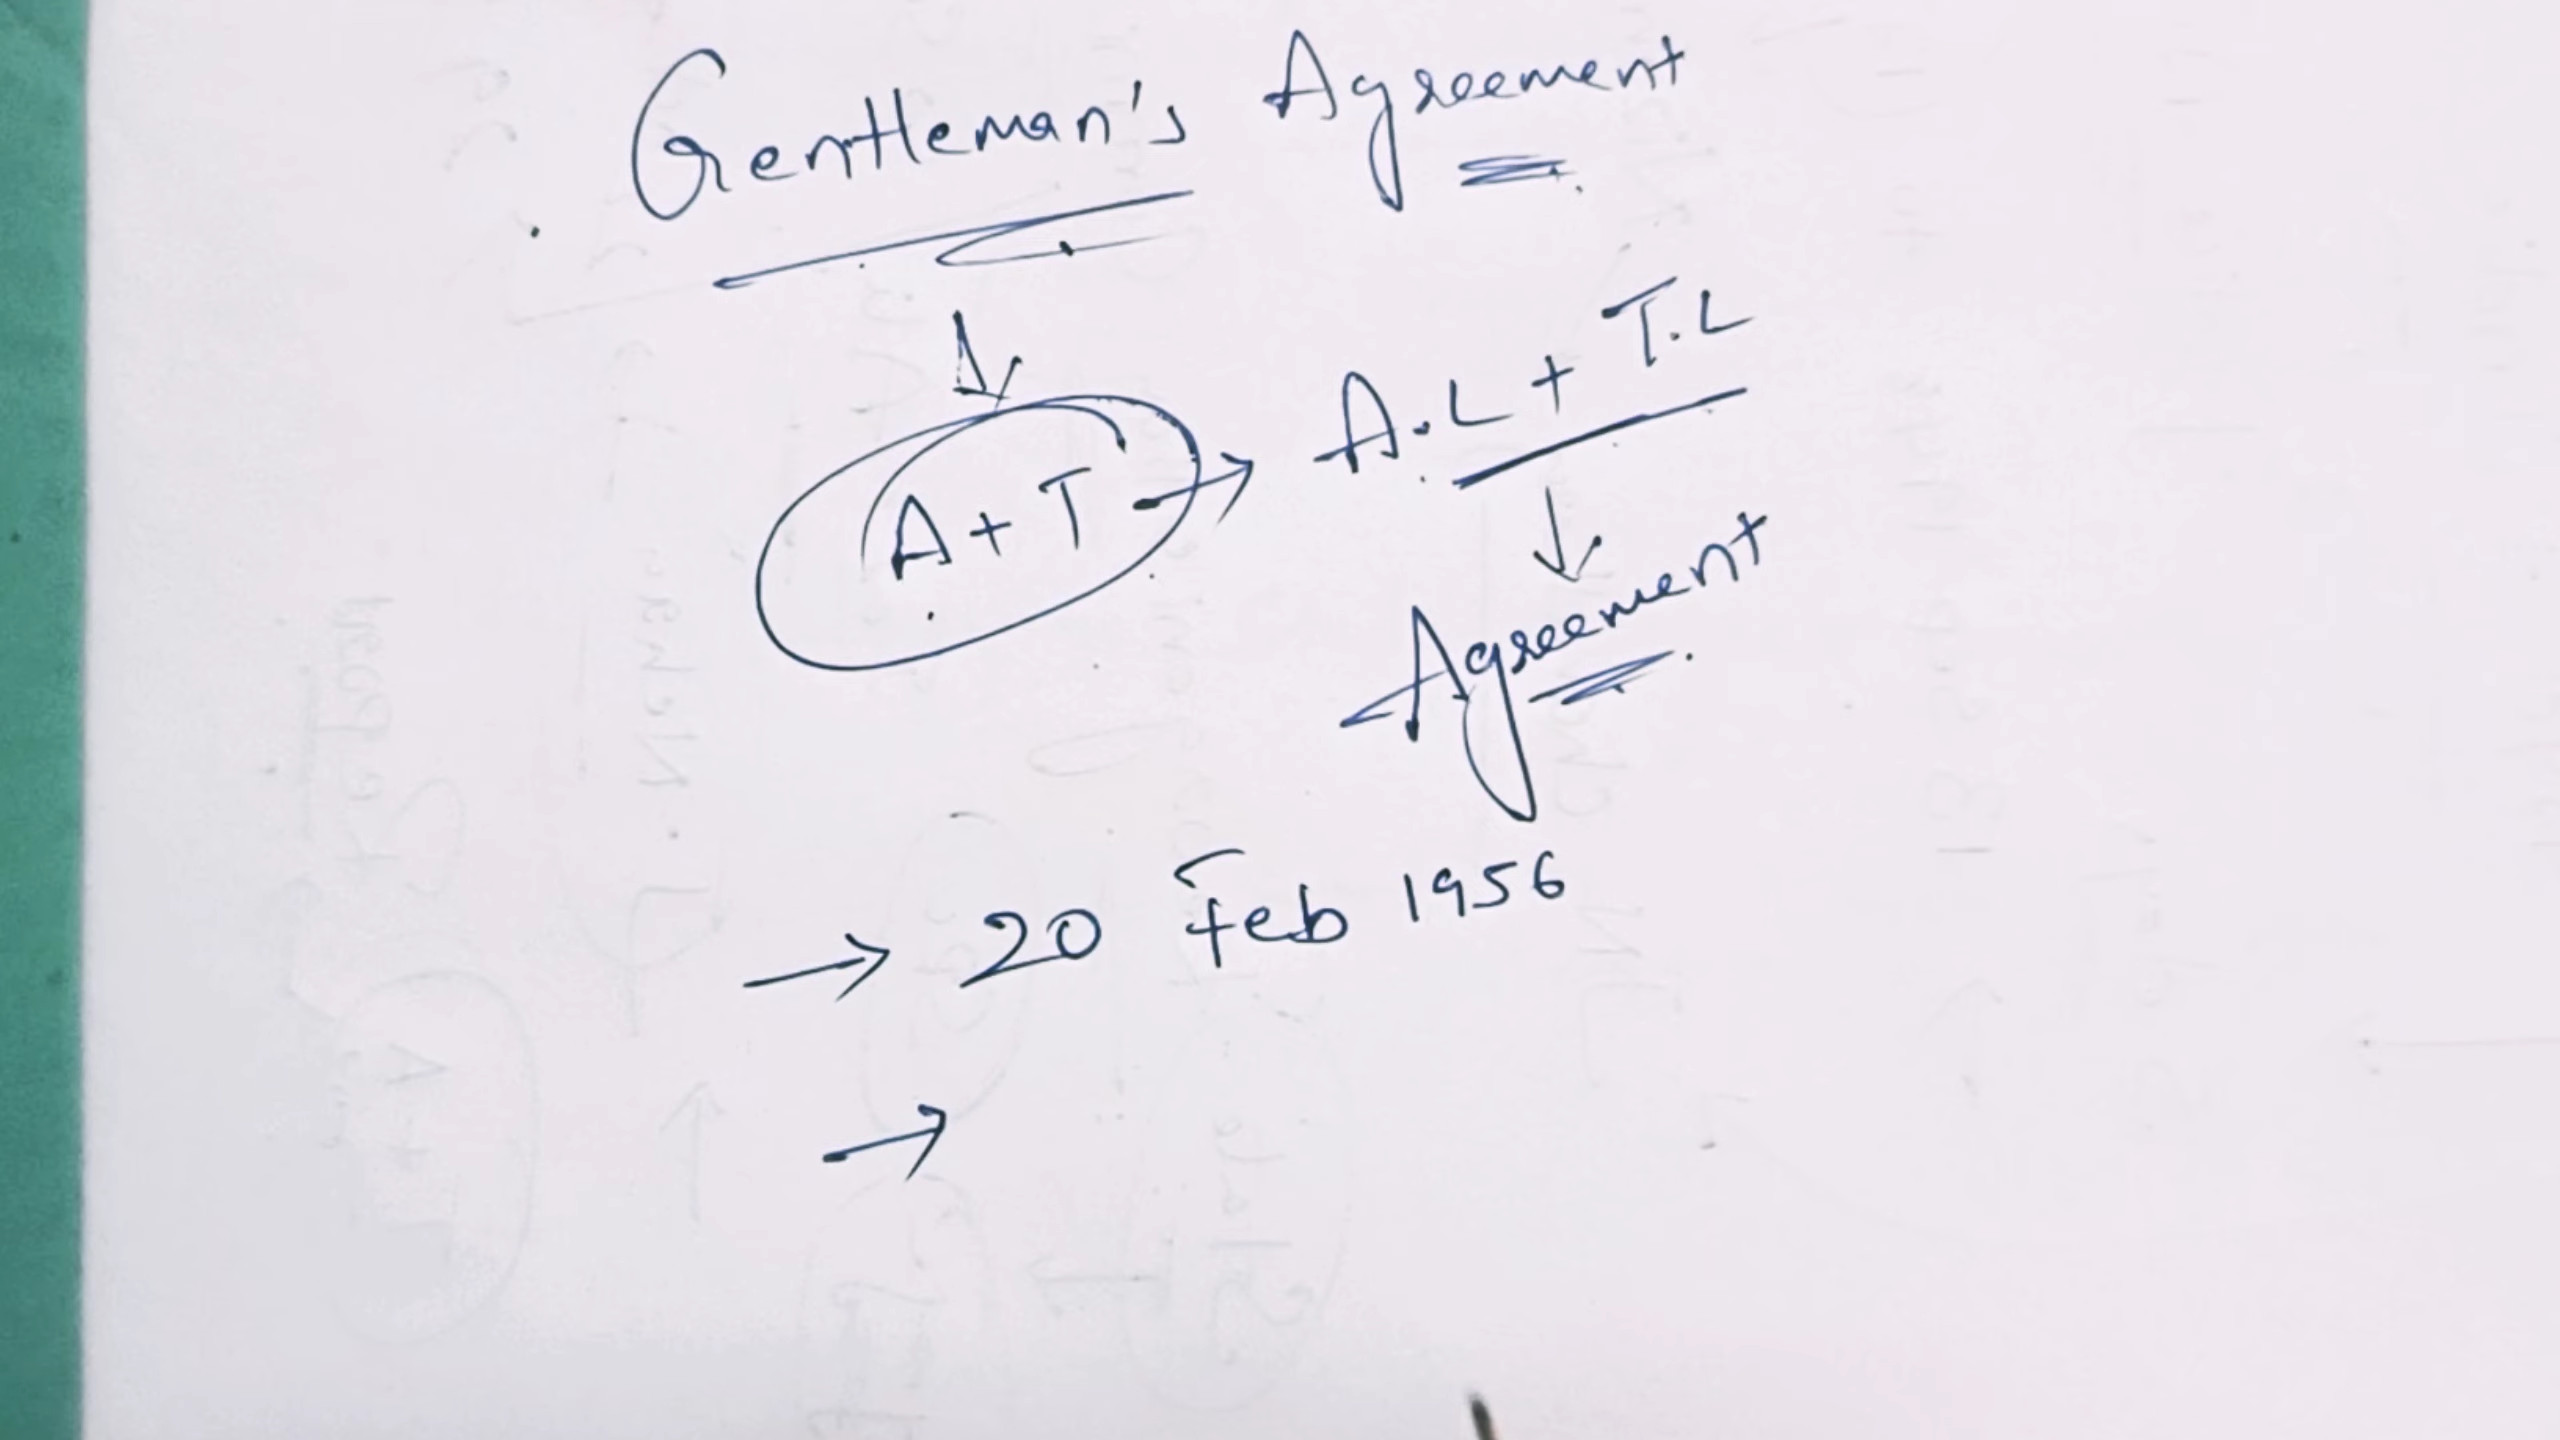 Gentleman's Agreement
A+T → A.L + T.L
Agreement
→ 20 Feb 1956
→